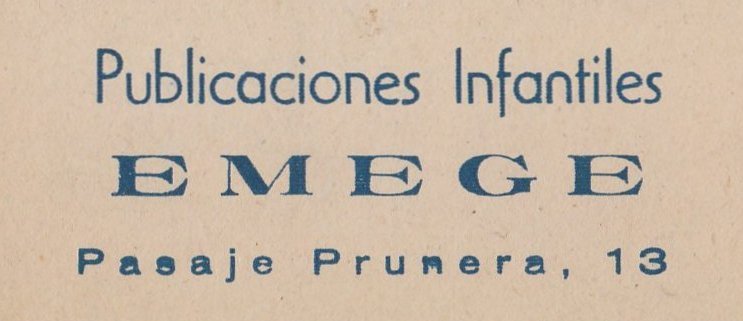 Publicaciones Infantiles
EMEGE
Pasaje Prunera, 13